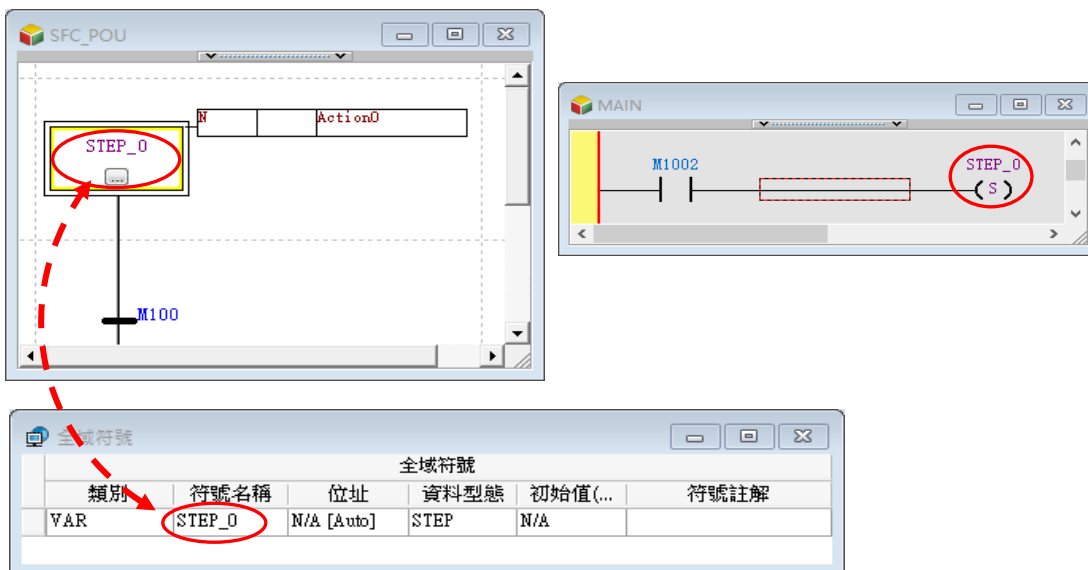 SFC_POU
N Action0
STEP_0
...
M100
MAIN
M1002 STEP_0
S
全域符號
全域符號
類別 符號名稱 位址 資料型態 初始值(... 符號註解
VAR STEP_0 N/A [Auto] STEP N/A